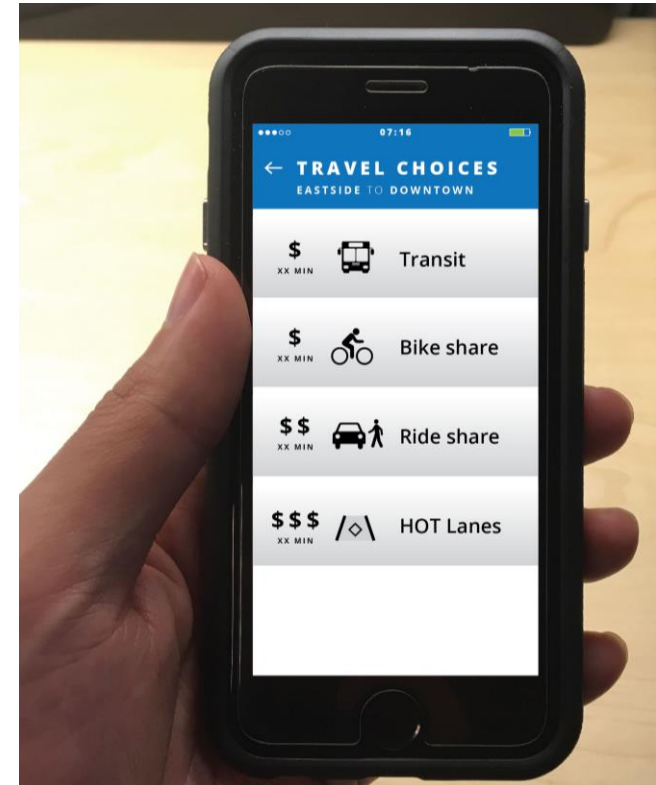 07:16
← TRAVEL CHOICES
EASTSIDE TO DOWNTOWN
$
XX MIN
Transit
$
XX MIN
Bike share
$$
XX MIN
Ride share
$$$
XX MIN
HOT Lanes